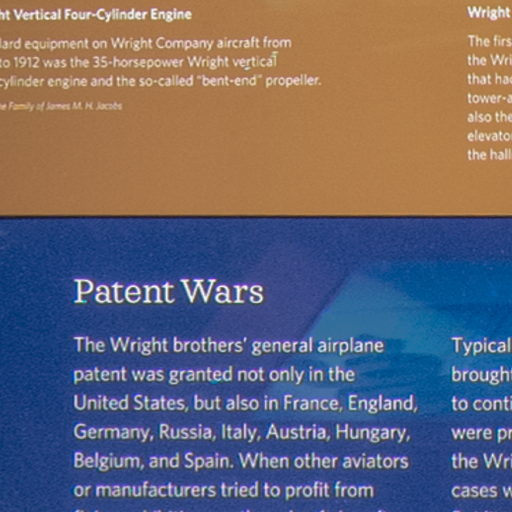 ht Vertical Four-Cylinder Engine
dard equipment on Wright Company aircraft from
to 1912 was the 35-horsepower Wright vertical
cylinder engine and the so-called "bent-end" propeller.
he Family of James M. H. Jacobs
Wright
The firs
the Wri
that had
tower-a
also the
elevato
the hall
Patent Wars
The Wright brothers' general airplane
patent was granted not only in the
United States, but also in France, England,
Germany, Russia, Italy, Austria, Hungary,
Belgium, and Spain. When other aviators
or manufacturers tried to profit from
Typical
brought
to conti
were pr
the Wri
cases w